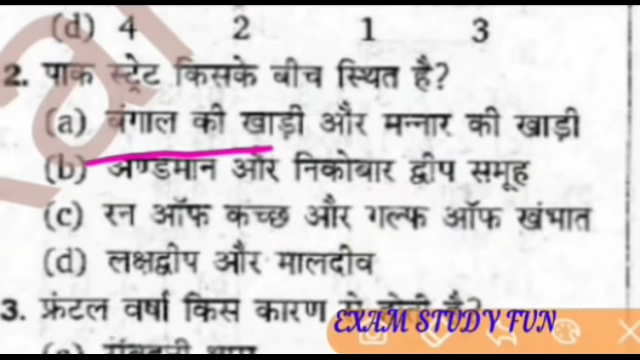 (d) 4 2 1 3
2. पाक स्ट्रेट किसके बीच स्थित है?
(a) बंगाल की खाड़ी और मन्नार की खाड़ी
(b) अण्डमान और निकोबार द्वीप समूह
(c) रन ऑफ कच्छ और गल्फ ऑफ खंभात
(d) लक्षद्वीप और मालदीव
3. फ्रंटल वर्षा किस कारण से होती है?
EXAM STUDY FUN
(a)